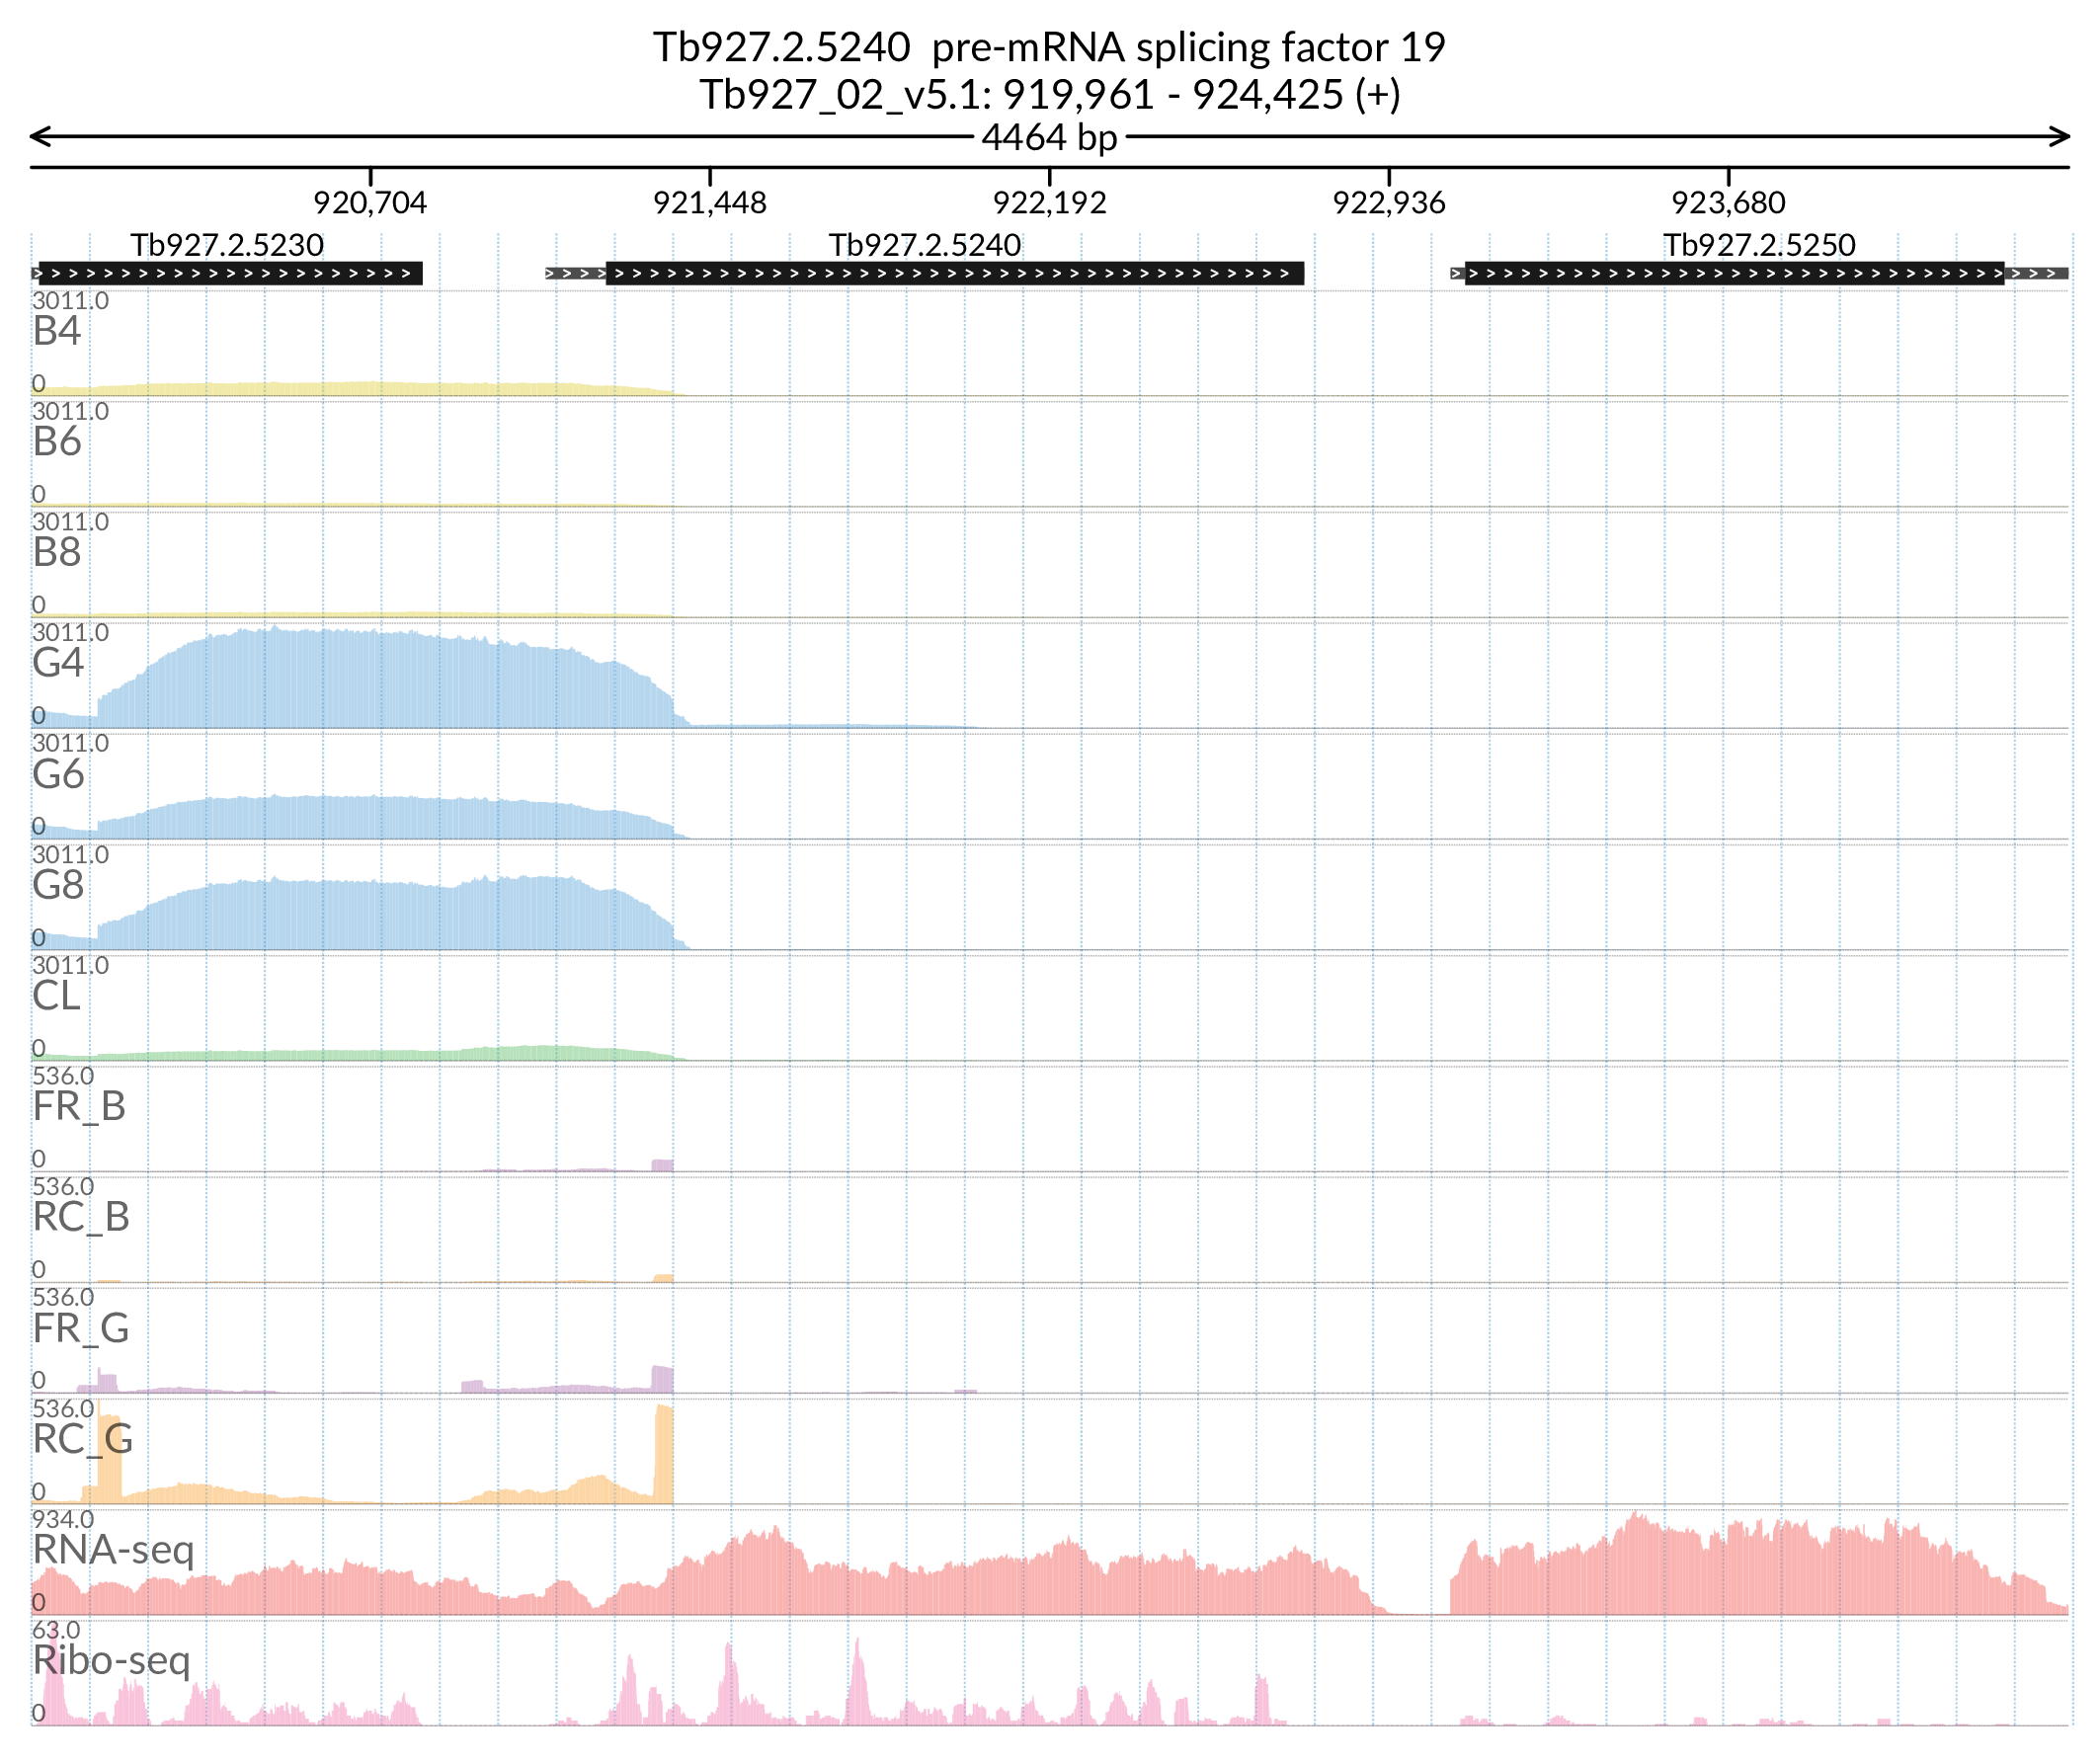 Tb927.2.5240  pre-mRNA splicing factor 19
Tb927_02_v5.1: 919,961 - 924,425 (+)
4464 bp
920,704 921,448 922,192 922,936 923,680
Tb927.2.5230 Tb927.2.5240 Tb927.2.5250
3011.0
B4
0
3011.0
B6
0
3011.0
B8
0
3011.0
G4
0
3011.0
G6
0
3011.0
G8
0
3011.0
CL
0
536.0
FR_B
0
536.0
RC_B
0
536.0
FR_G
0
536.0
RC_G
0
934.0
RNA-seq
0
63.0
Ribo-seq
0